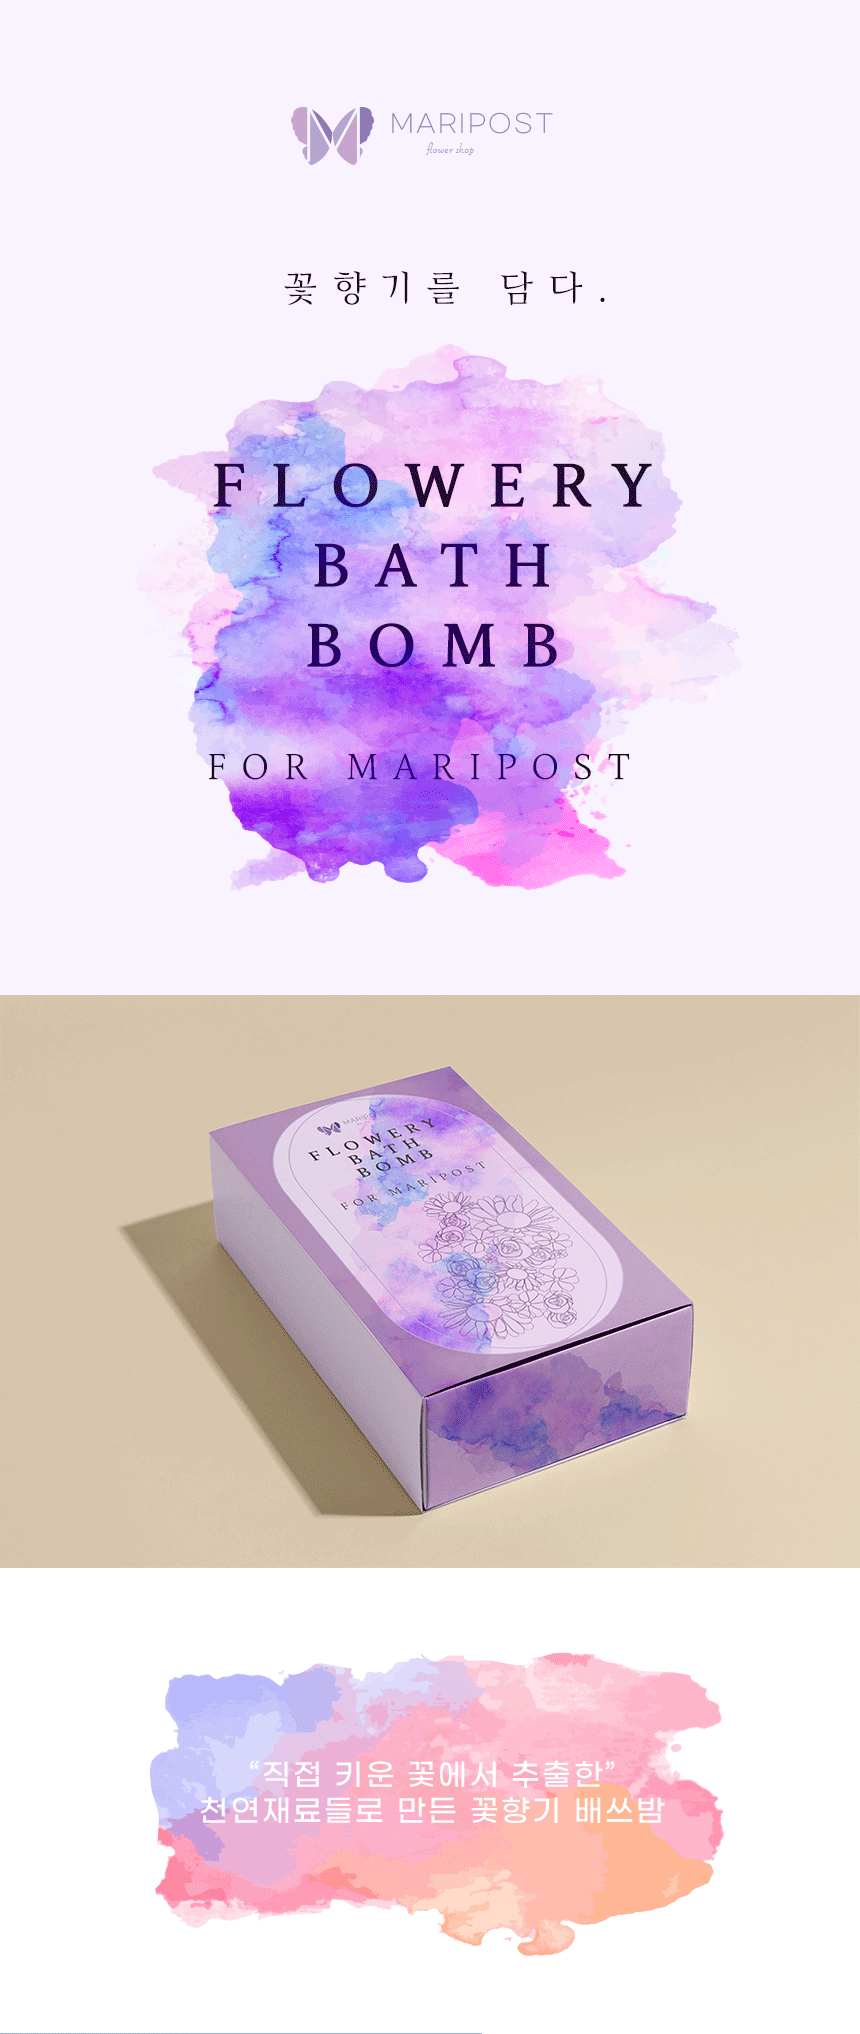 MARIPOST
flower shop
꽃향기를 담다.
FLOWERY
BATH
BOMB
FOR MARIPOST
MARIPOST
FLOWERY
BATH
BOMB
FOR MARIPOST
“직접 키운 꽃에서 추출한”
천연재료들로 만든 꽃향기 배쓰밤